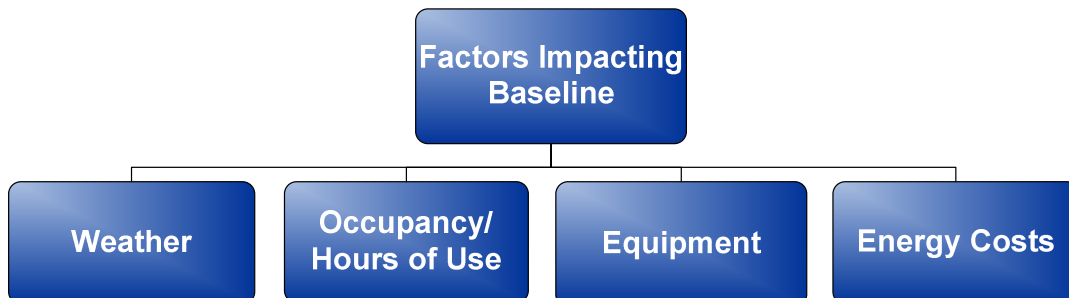 Factors Impacting
Baseline
Weather
Occupancy/
Hours of Use
Equipment
Energy Costs